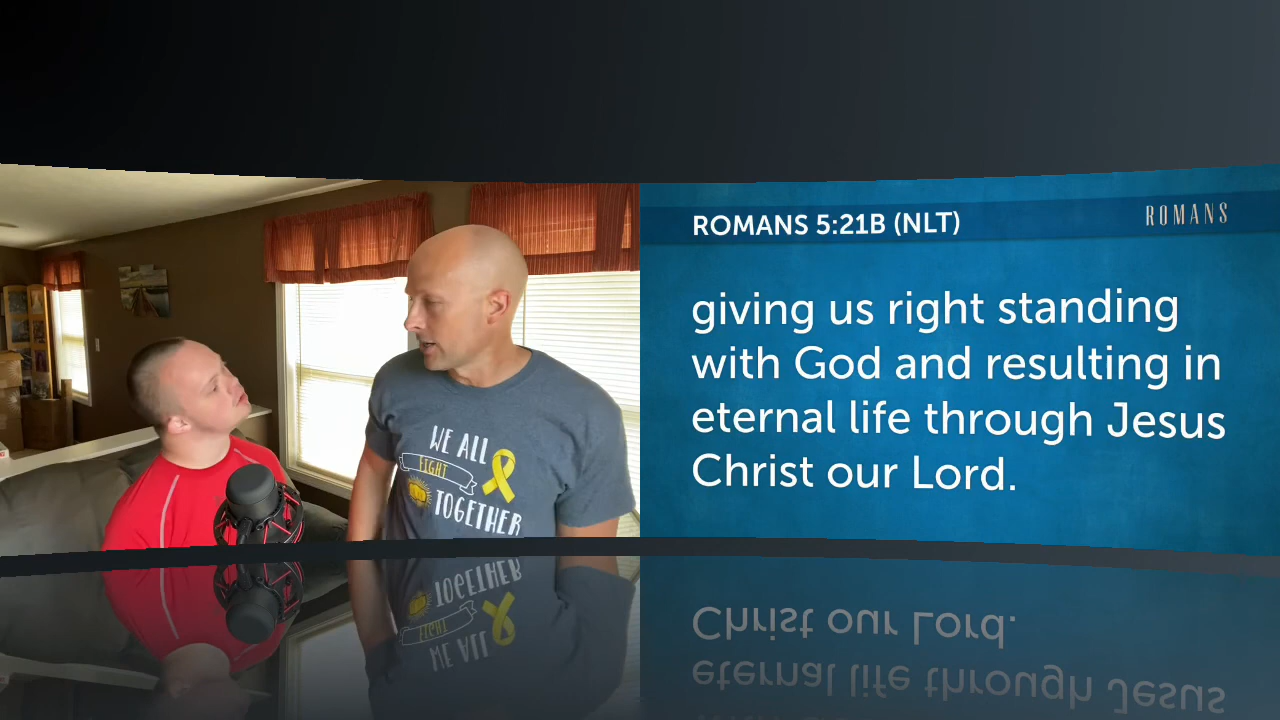 WE ALL
FIGHT
TOGETHER
ROMANS 5:21B (NLT)
ROMANS
giving us right standing
with God and resulting in
eternal life through Jesus
Christ our Lord.